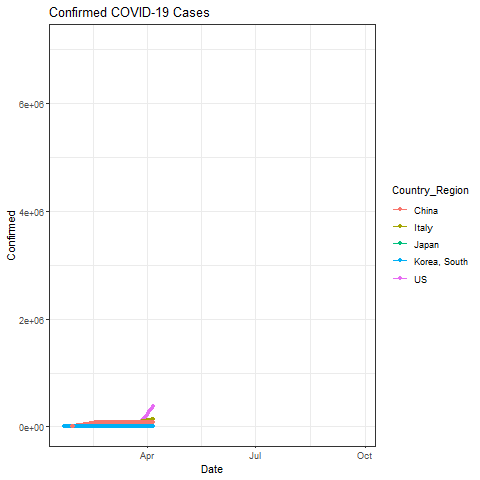 Confirmed COVID-19 Cases
6e+06
4e+06
2e+06
0e+00
Confirmed
Apr
Jul
Oct
Date
Country_Region
China
Italy
Japan
Korea, South
US